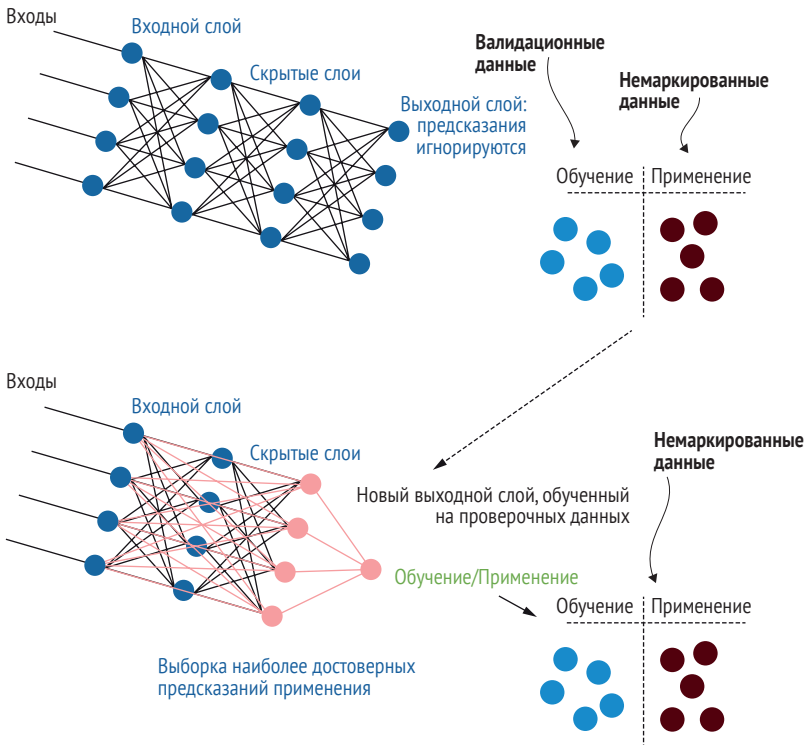 Входы
Входной слой
Скрытые слои
Выходной слой:
предсказания
игнорируются
Валидационные
данные
Немаркированные
данные
Обучение
Применение
Входы
Входной слой
Скрытые слои
Немаркированные
данные
Новый выходной слой, обученный
на проверочных данных
Обучение/Применение
Обучение
Применение
Выборка наиболее достоверных
предсказаний применения